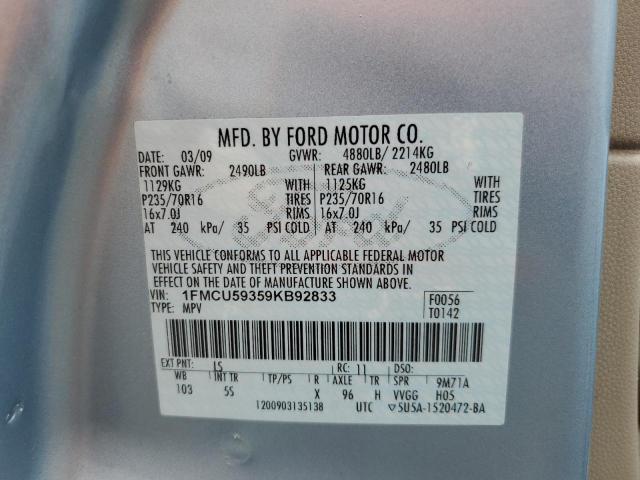 MFD. BY FORD MOTOR CO.
DATE: 03/09 GVWR: 4880LB/ 2214KG
FRONT GAWR: 2490LB REAR GAWR: 2480LB
1129KG WITH 1125KG WITH
P235/70R16 TIRES P235/70R16 TIRES
16x7.0J RIMS 16x7.0J RIMS
AT 240 kPa/ 35 PSI COLD AT 240 kPa/ 35 PSI COLD
THIS VEHICLE CONFORMS TO ALL APPLICABLE FEDERAL MOTOR
VEHICLE SAFETY AND THEFT PREVENTION STANDARDS IN
EFFECT ON THE DATE OF MANUFACTURE SHOWN ABOVE.
VIN: 1FMCU59359KB92833 F0056
TYPE: MPV T0142
EXT PNT: LS RC: 11 DSO:
WB INT TR TP/PS R AXLE TR SPR 9M71A
103 5S X 96 H VVGG H05
1200903135138 UTC ▽5U5A-1520472-BA
Ford